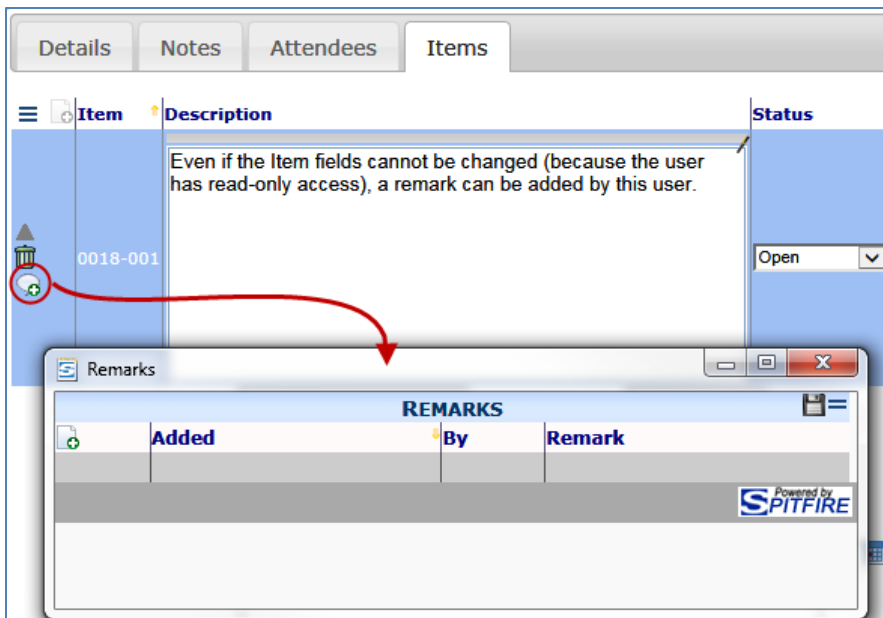 Details Notes Attendees Items
Item Description Status
Even if the Item fields cannot be changed (because the user
has read-only access), a remark can be added by this user.
0018-001 Open
Remarks
REMARKS
Added By Remark
Powered by
SPITFIRE